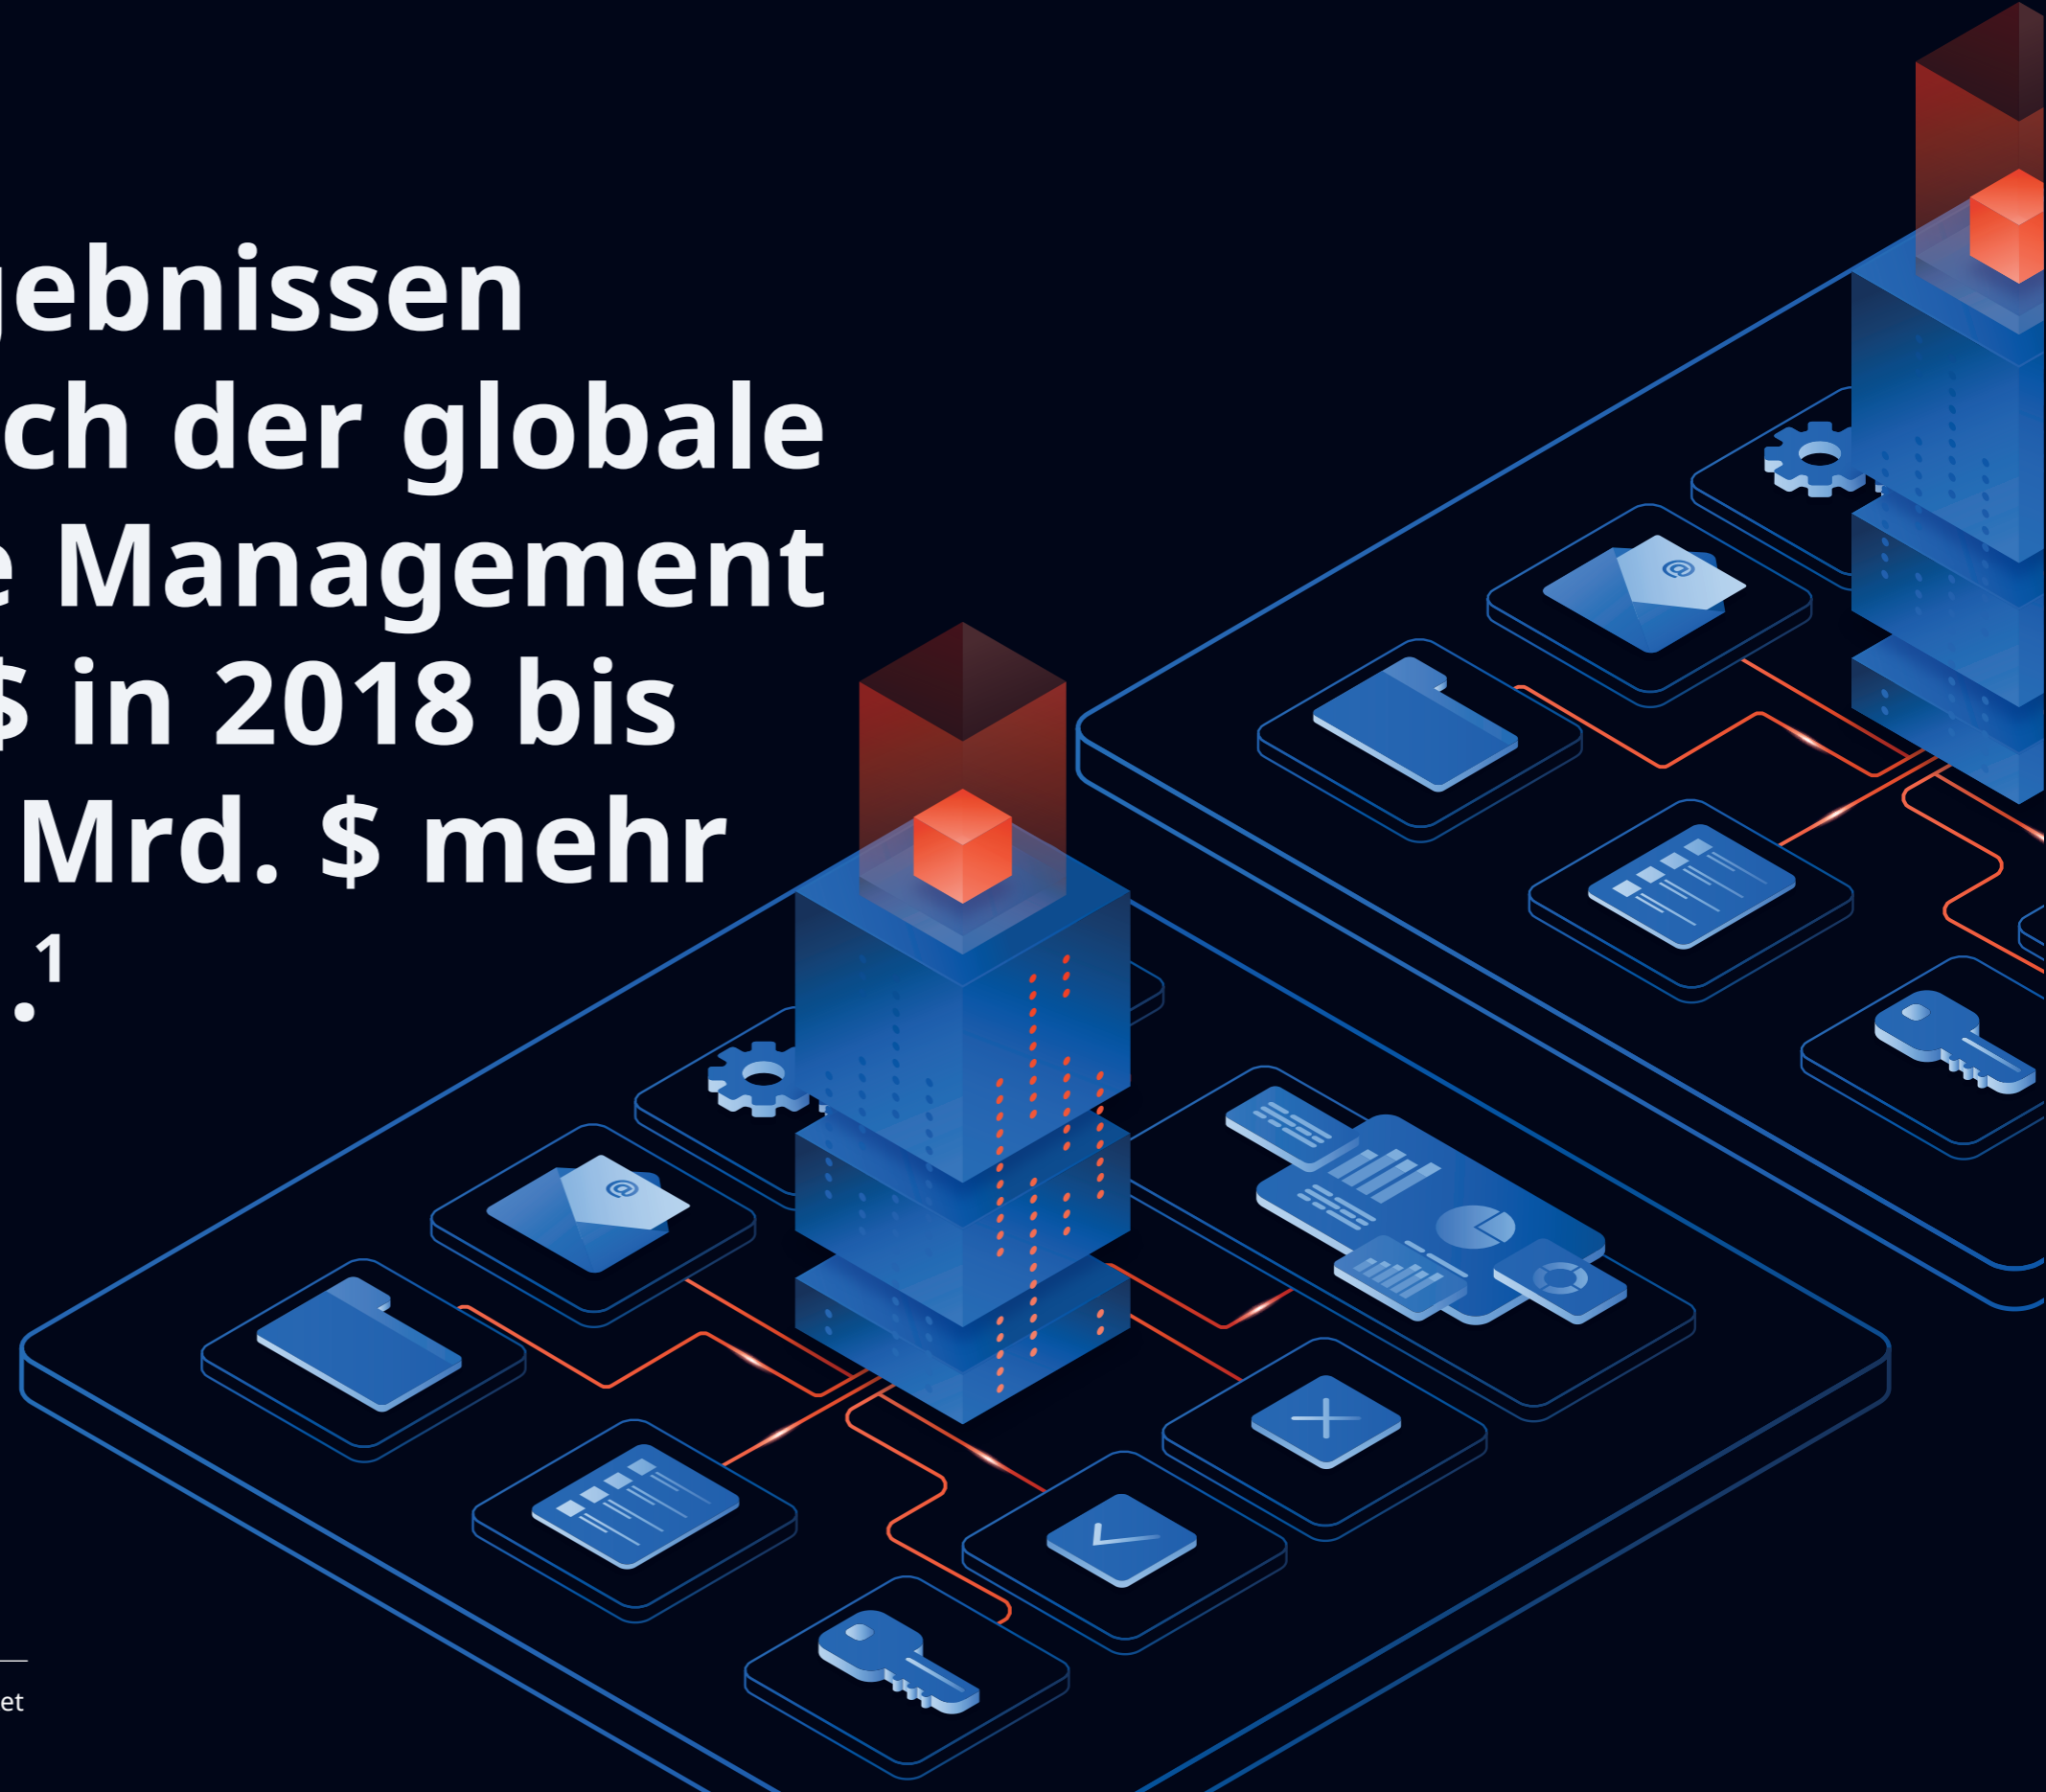 gebnissen
ch der globale
e Management
$ in 2018 bis
Mrd. $ mehr
.¹
et
@
@